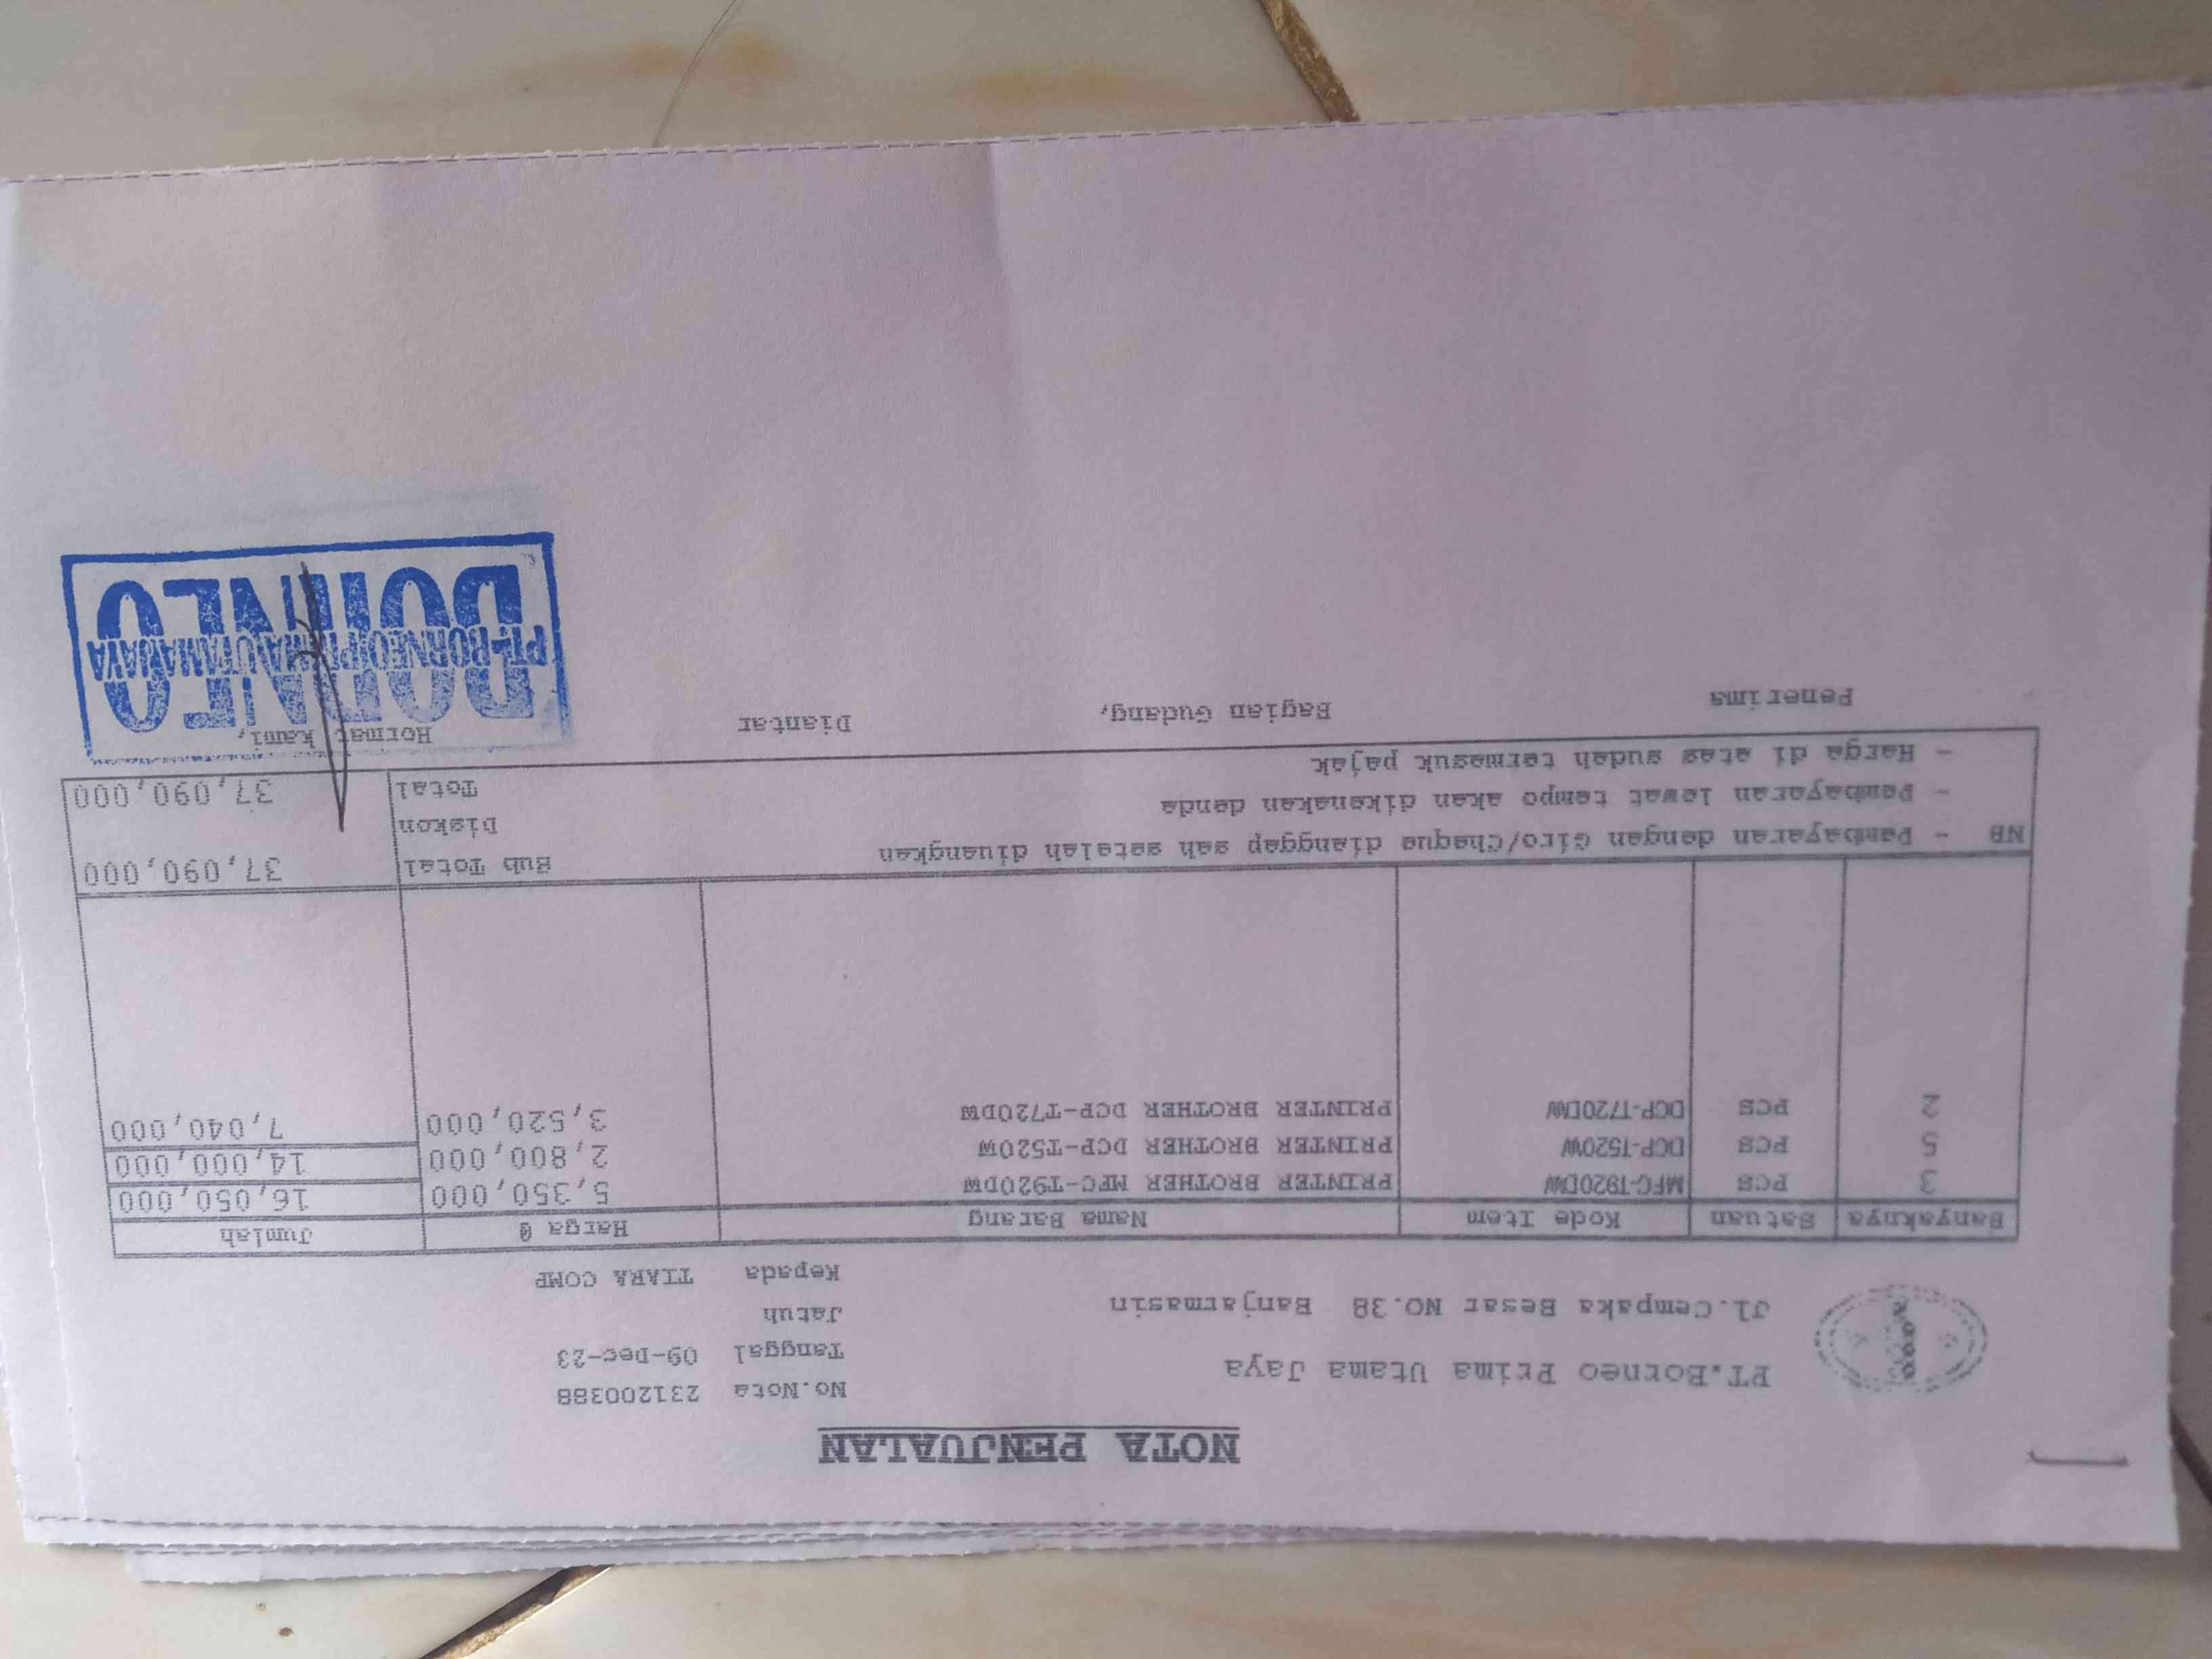 NOTA PENJUALAN
PT.Borneo Prima Utama Jaya
Jl.Cempaka Besar NO.38 Banjarmasin
No.Nota 231200388
Tanggal 09-Dec-23
Jatuh
Kepada TIARA COMP
Banyaknya Satuan Kode Item Nama Barang Harga @ Jumlah
3 PCS MFC-T920DW PRINTER BROTHER MFC-T920DW 5,350,000 16,050,000
5 PCS DCP-T520W PRINTER BROTHER DCP-T520W 2,800,000 14,000,000
2 PCS DCP-T720DW PRINTER BROTHER DCP-T720DW 3,520,000 7,040,000
NB - Pembayaran dengan Giro/Cheque dianggap sah setelah diuangkan Sub Total 37,090,000
- Pembayaran lewat tempo akan dikenakan denda Diskon
- Harga di atas sudah termasuk pajak Total 37,090,000
Penerima Bagian Gudang, Diantar Hormat kami,
BORNEO
PT. BORNEO PRIMA UTAMA JAYA